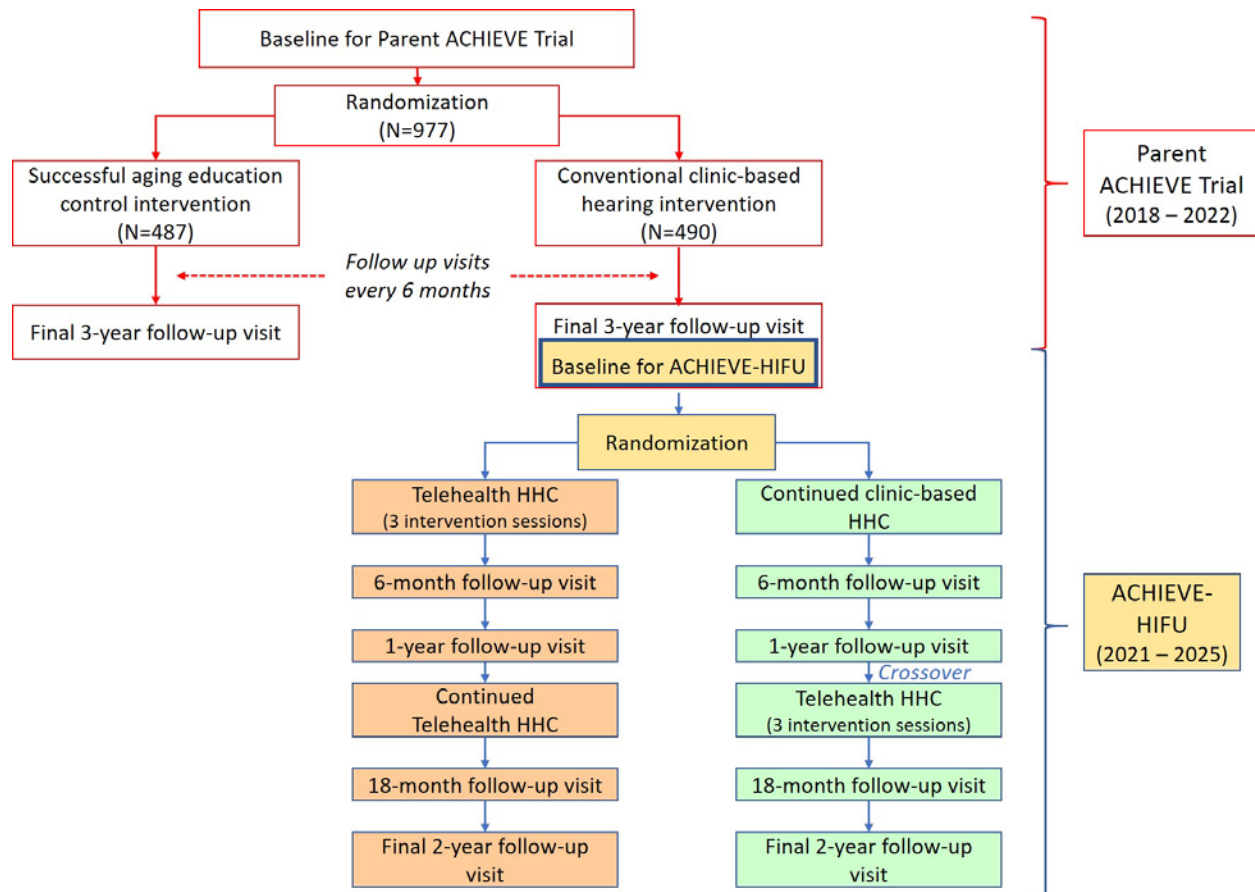 Baseline for Parent ACHIEVE Trial
Randomization
(N=977)
Successful aging education
control intervention
(N=487)
Conventional clinic-based
hearing intervention
(N=490)
Follow up visits
every 6 months
Final 3-year follow-up visit
Final 3-year follow-up visit
Baseline for ACHIEVE-HIFU
Parent
ACHIEVE Trial
(2018 – 2022)
Randomization
Telehealth HHC
(3 intervention sessions)
6-month follow-up visit
1-year follow-up visit
Continued
Telehealth HHC
18-month follow-up visit
Final 2-year follow-up
visit
Continued clinic-based
HHC
6-month follow-up visit
1-year follow-up visit
Crossover
Telehealth HHC
(3 intervention sessions)
18-month follow-up visit
Final 2-year follow-up
visit
ACHIEVE-
HIFU
(2021 – 2025)